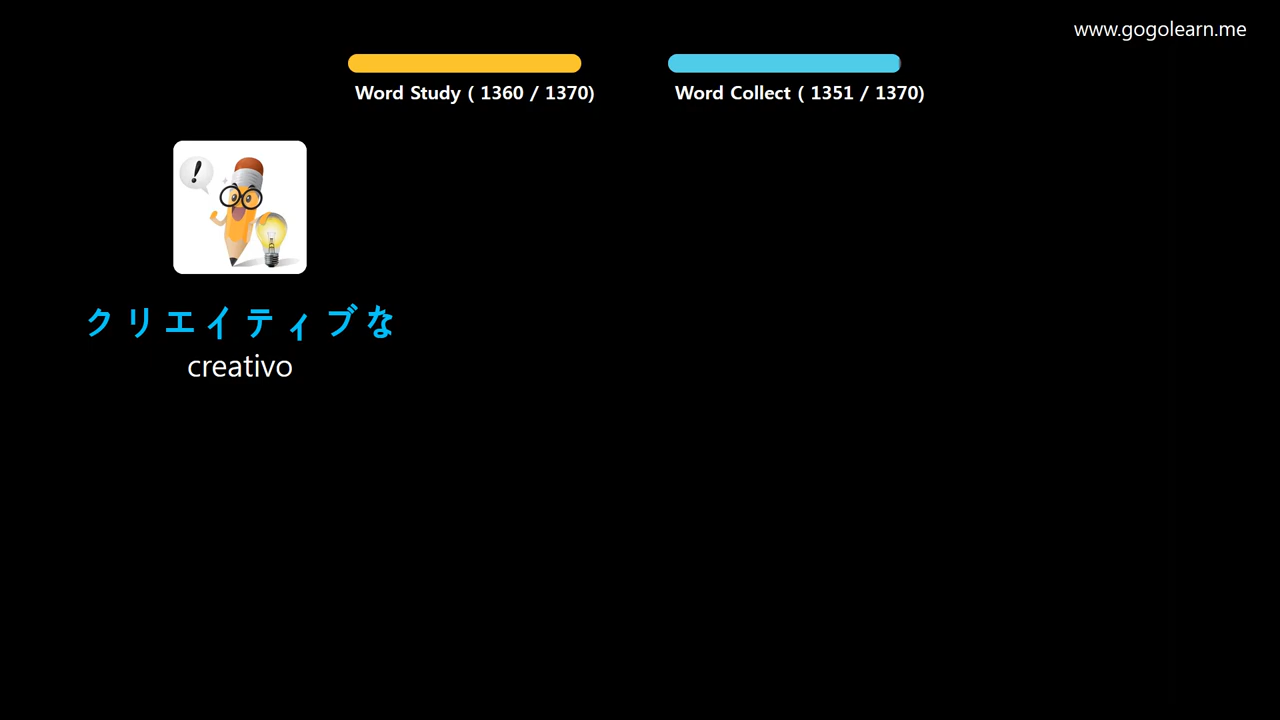 www.gogolearn.me
Word Study ( 1360 / 1370)
Word Collect ( 1351 / 1370)
!
クリエイティブな
creativo